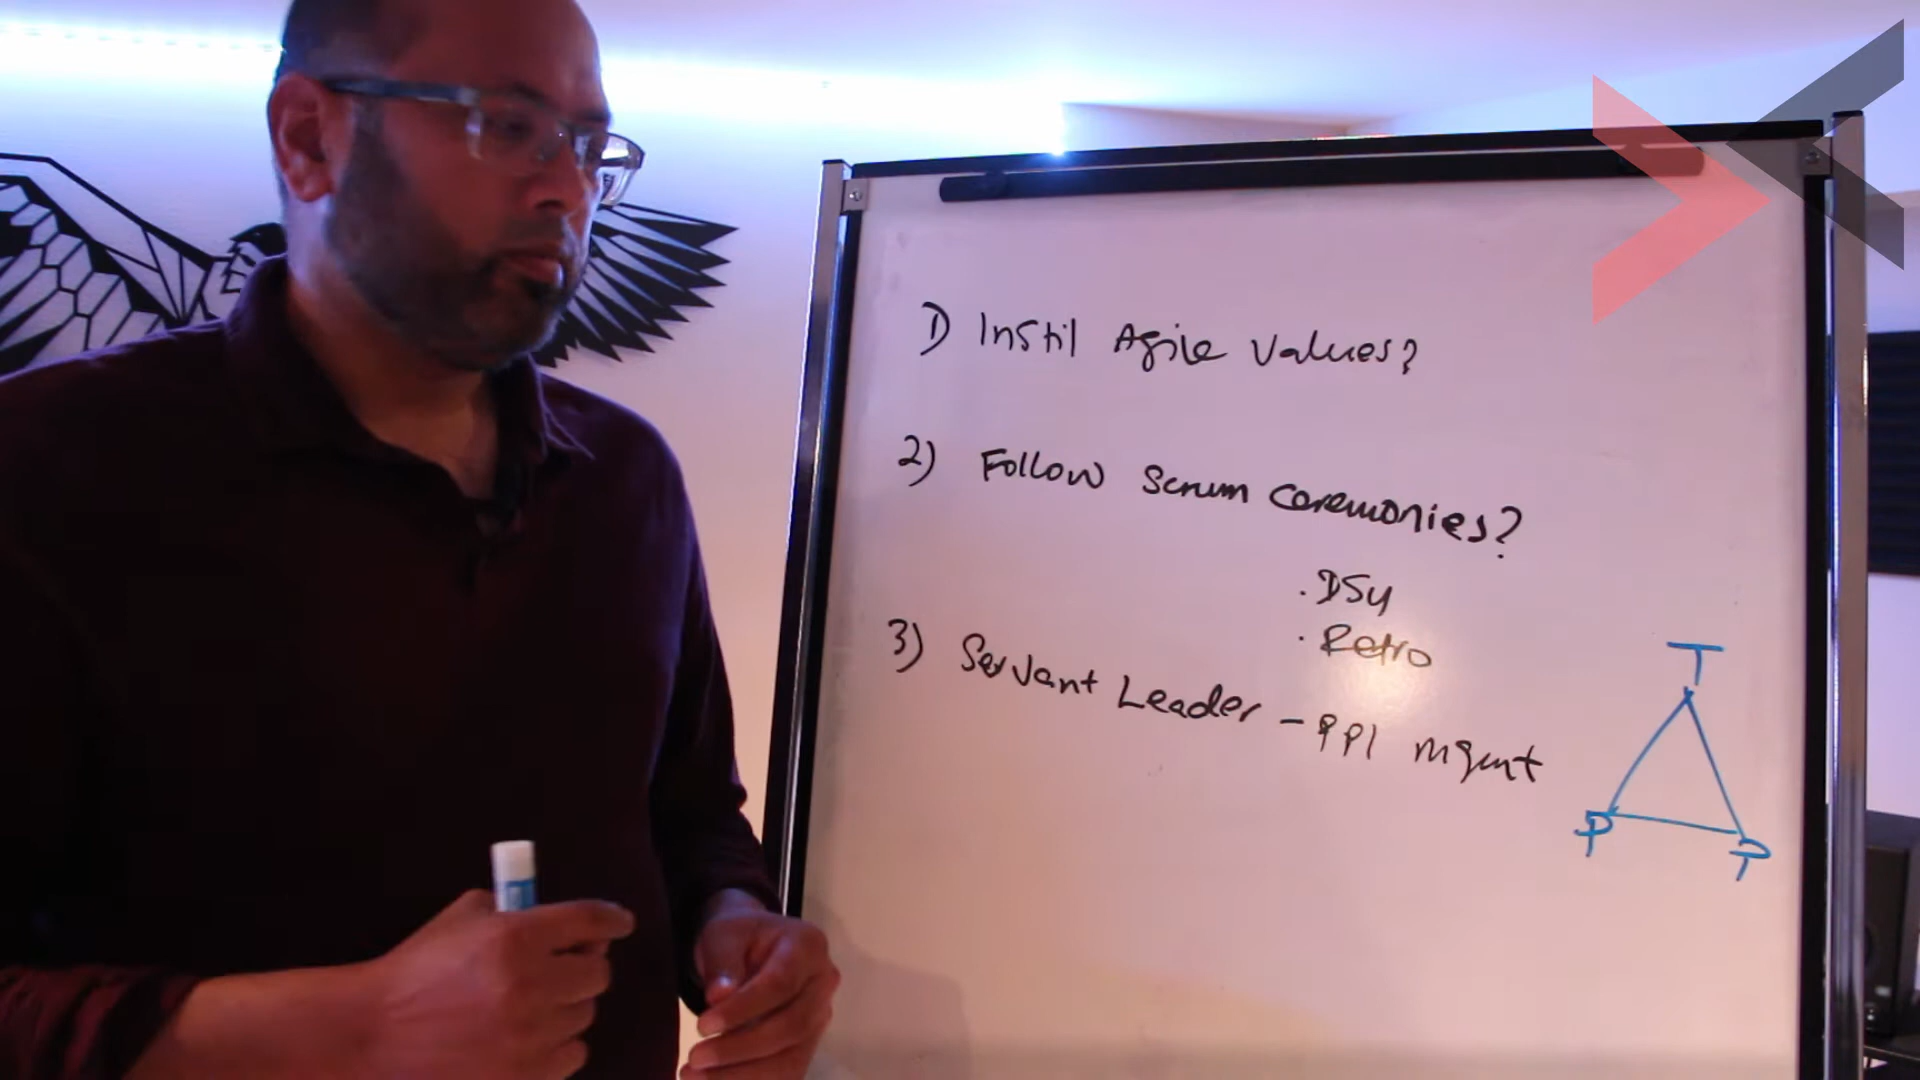 1) Instil Agile Values?
2) Follow Scrum Ceremonies?
. DSU
. Retro
3) Servant Leader - PPl mgmt
T
P P